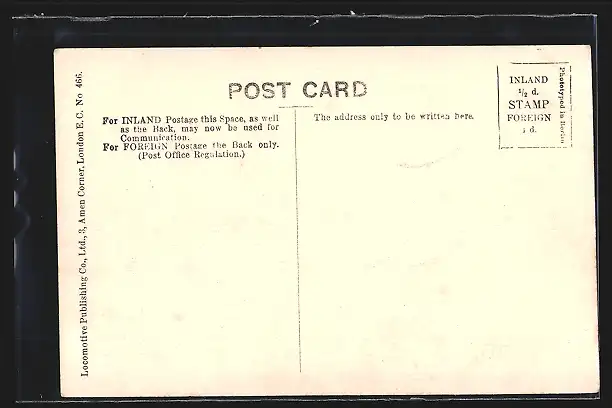 POST CARD
For INLAND Postage this Space, as well
as the Back, may now be used for
Communication.
For FOREIGN Postage the Back only.
(Post Office Regulation.)
The address only to be written here.
INLAND
1/2 d.
STAMP
FOREIGN
1 d.
Phototyped in Berlin
Locomotive Publishing Co., Ltd., 3, Amen Corner, London E. C. No 466.